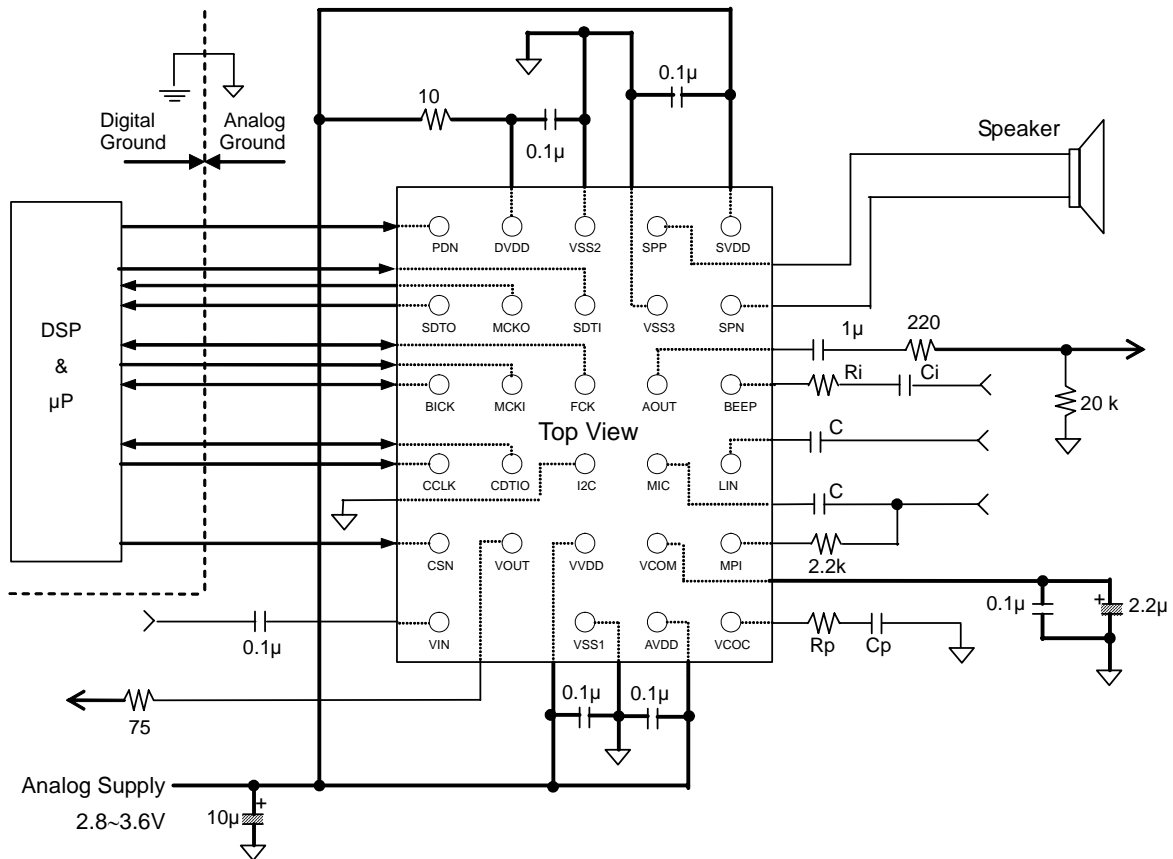 0.1µ
10
Digital
Ground
Analog
Ground
0.1µ
Speaker
PDN
DVDD
VSS2
SPP
SVDD
DSP
&
µP
SDTO
MCKO
SDTI
VSS3
SPN
1µ
220
Ri
Ci
20 k
BICK
MCKI
FCK
AOUT
BEEP
Top View
C
CCLK
CDTIO
I2C
MIC
LIN
C
CSN
VOUT
VVDD
VCOM
MPI
2.2k
0.1µ
+
2.2µ
0.1µ
VIN
VSS1
AVDD
VCOC
Rp
Cp
0.1µ
0.1µ
75
Analog Supply
2.8~3.6V
10µ
+